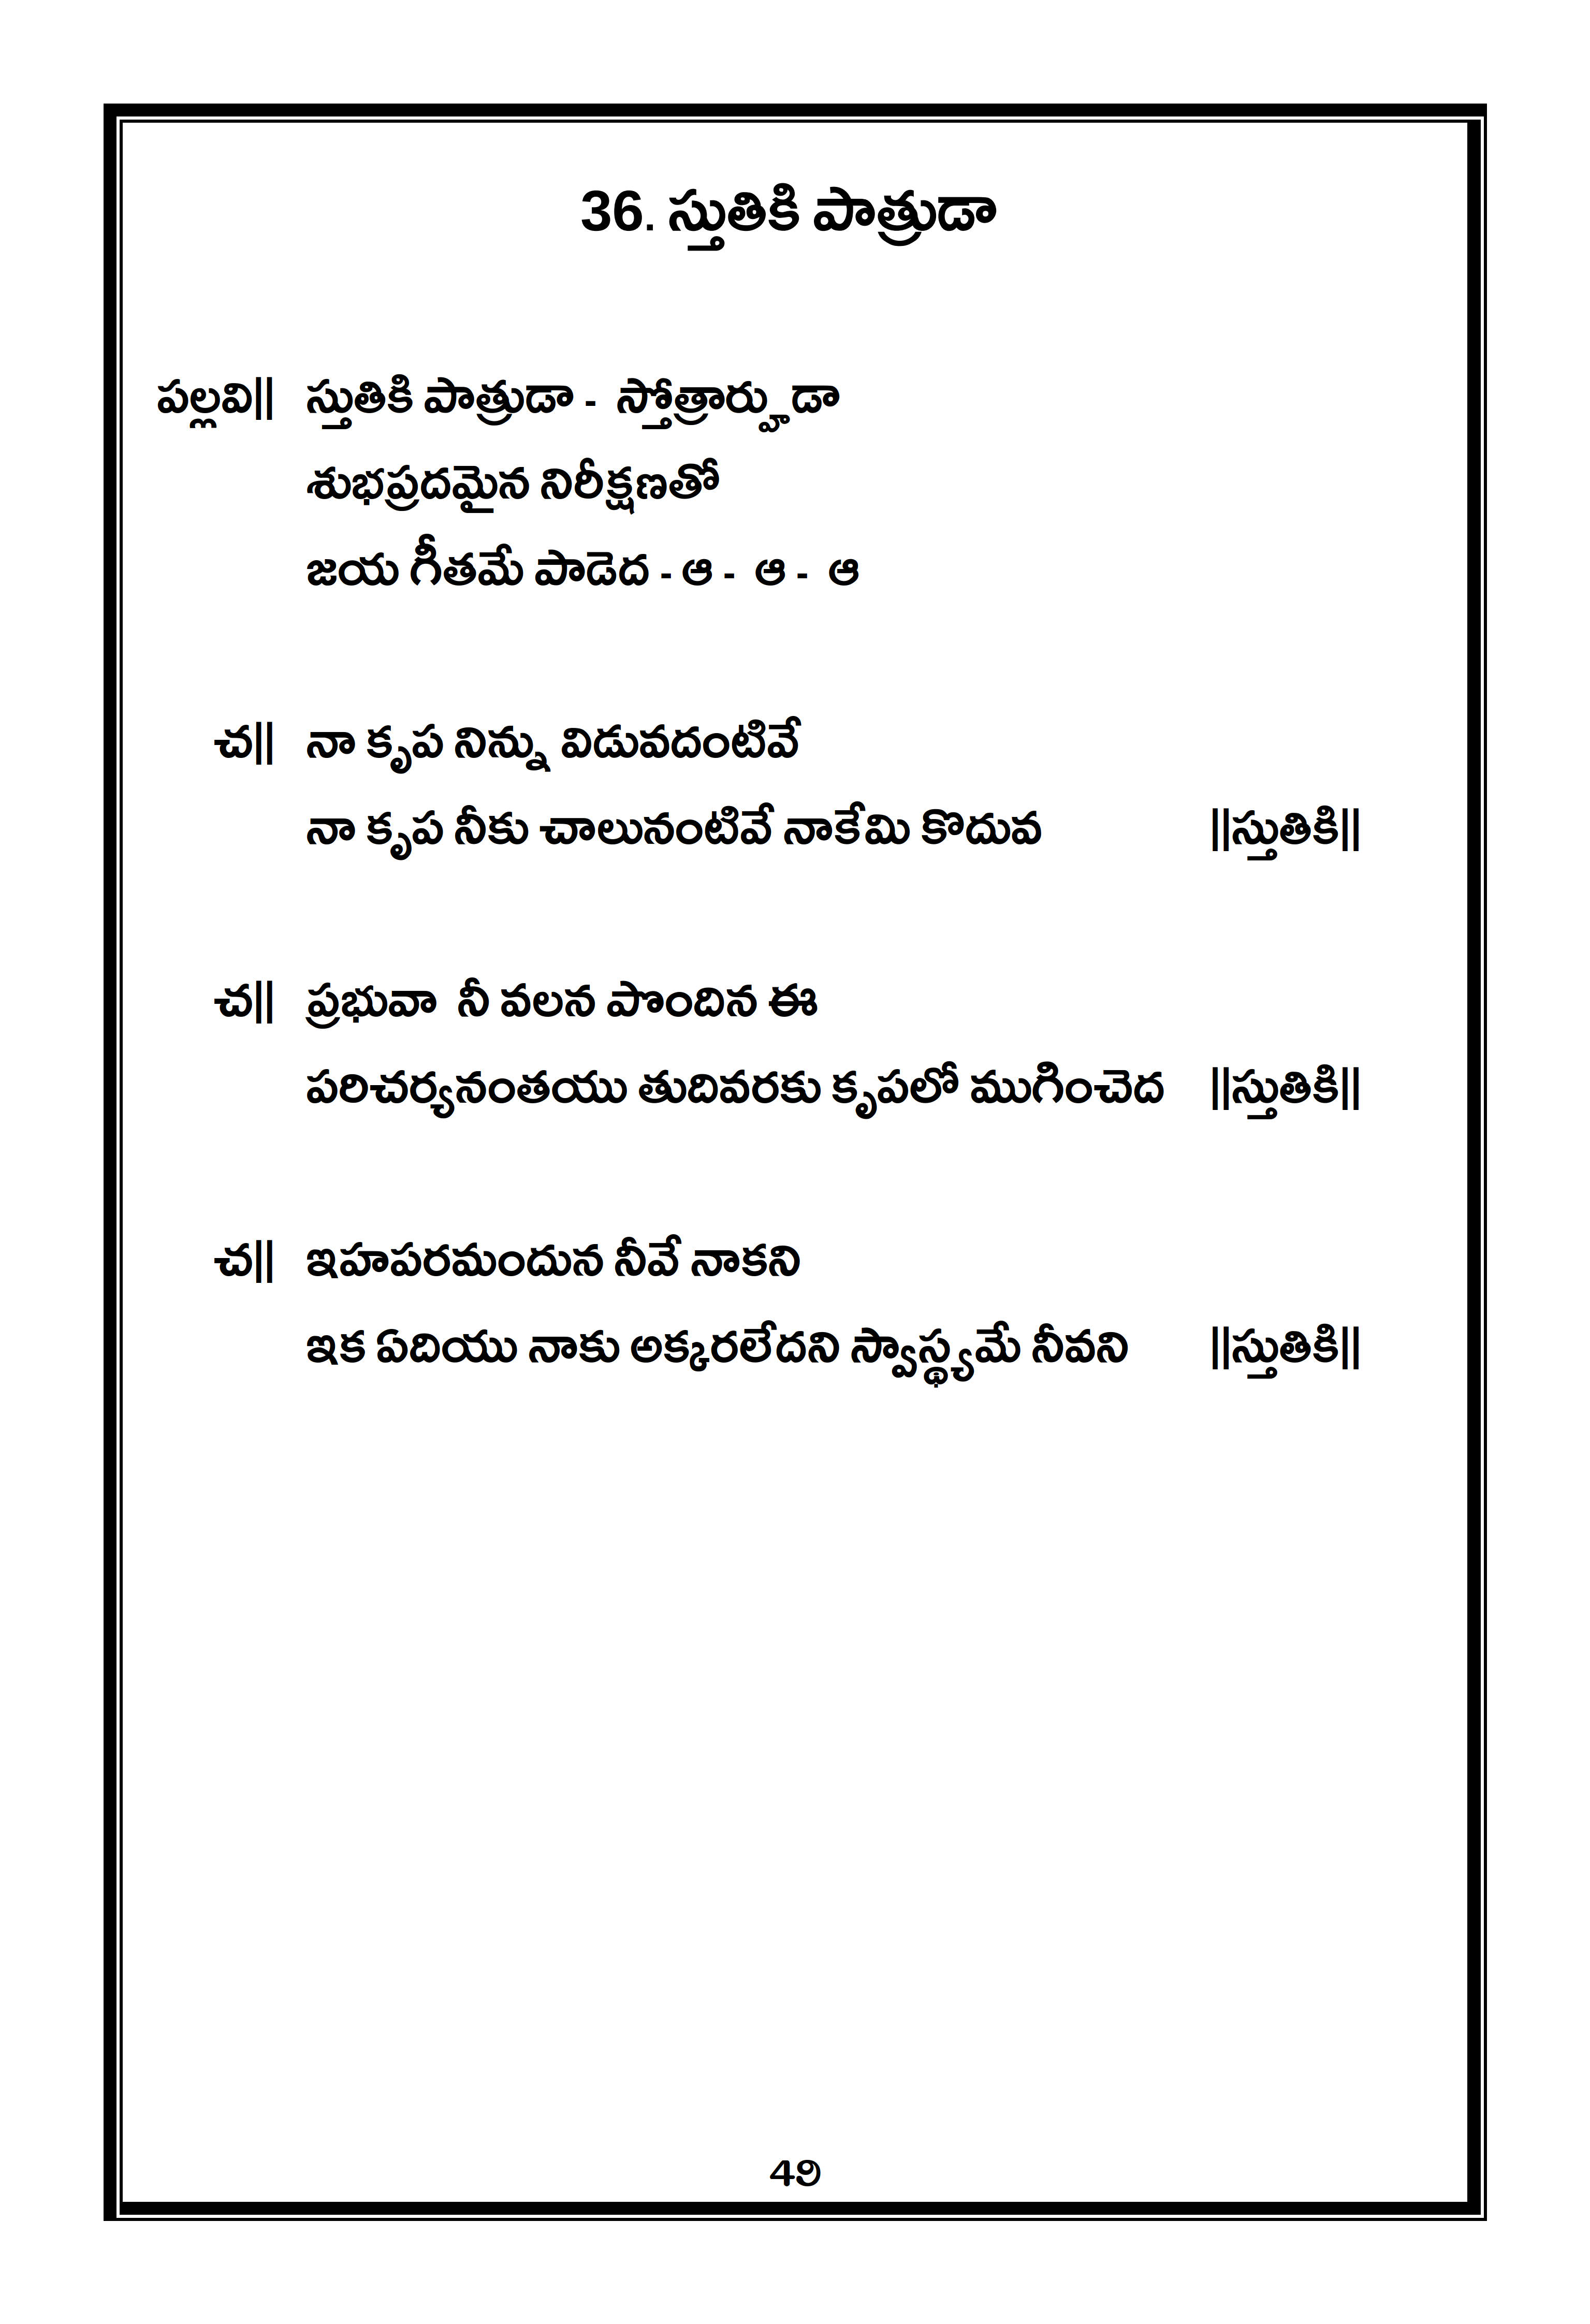 36. స్తుతికి పాత్రుడా
పల్లవి|| స్తుతికి పాత్రుడా - స్తోత్రార్హుడా
శుభప్రదమైన నిరీక్షణతో
జయ గీతమే పాడెద - ఆ - ఆ - ఆ
చ|| నా కృప నిన్ను విడువదంటివే
నా కృప నీకు చాలునంటివే నాకేమి కొదువ ||స్తుతికి||
చ|| ప్రభువా నీ వలన పొందిన ఈ
పరిచర్యనంతయు తుదివరకు కృపలో ముగించెద ||స్తుతికి||
చ|| ఇహపరమందున నీవే నాకని
ఇక ఏదియు నాకు అక్కరలేదని స్వాస్థ్యమే నీవని ||స్తుతికి||